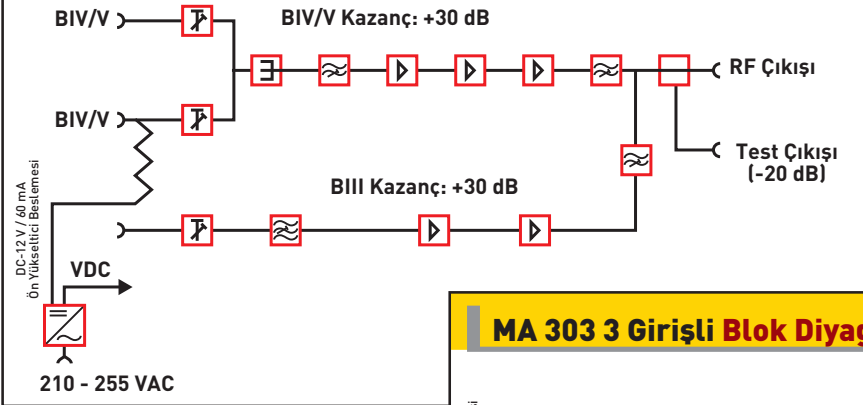 BIV/V
BIV/V Kazanç: +30 dB
RF Çıkışı
BIV/V
Test Çıkışı
(-20 dB)
BIII Kazanç: +30 dB
DC-12 V / 60 mA
Ön Yükseltici Beslemesi
VDC
210 - 255 VAC
MA 303 3 Girişli Blok Diyag